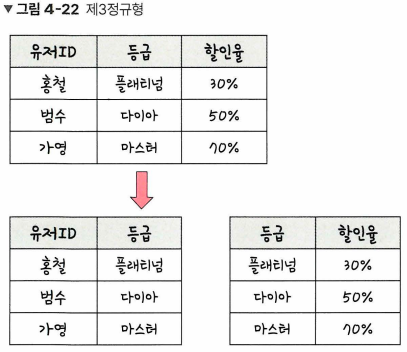 ▼ 그림 4-22 제3정규형
유저ID 등급 할인율
홍철 플래티넘 30%
범수 다이아 50%
가영 마스터 70%
유저ID 등급
홍철 플래티넘
범수 다이아
가영 마스터
등급 할인율
플래티넘 30%
다이아 50%
마스터 70%